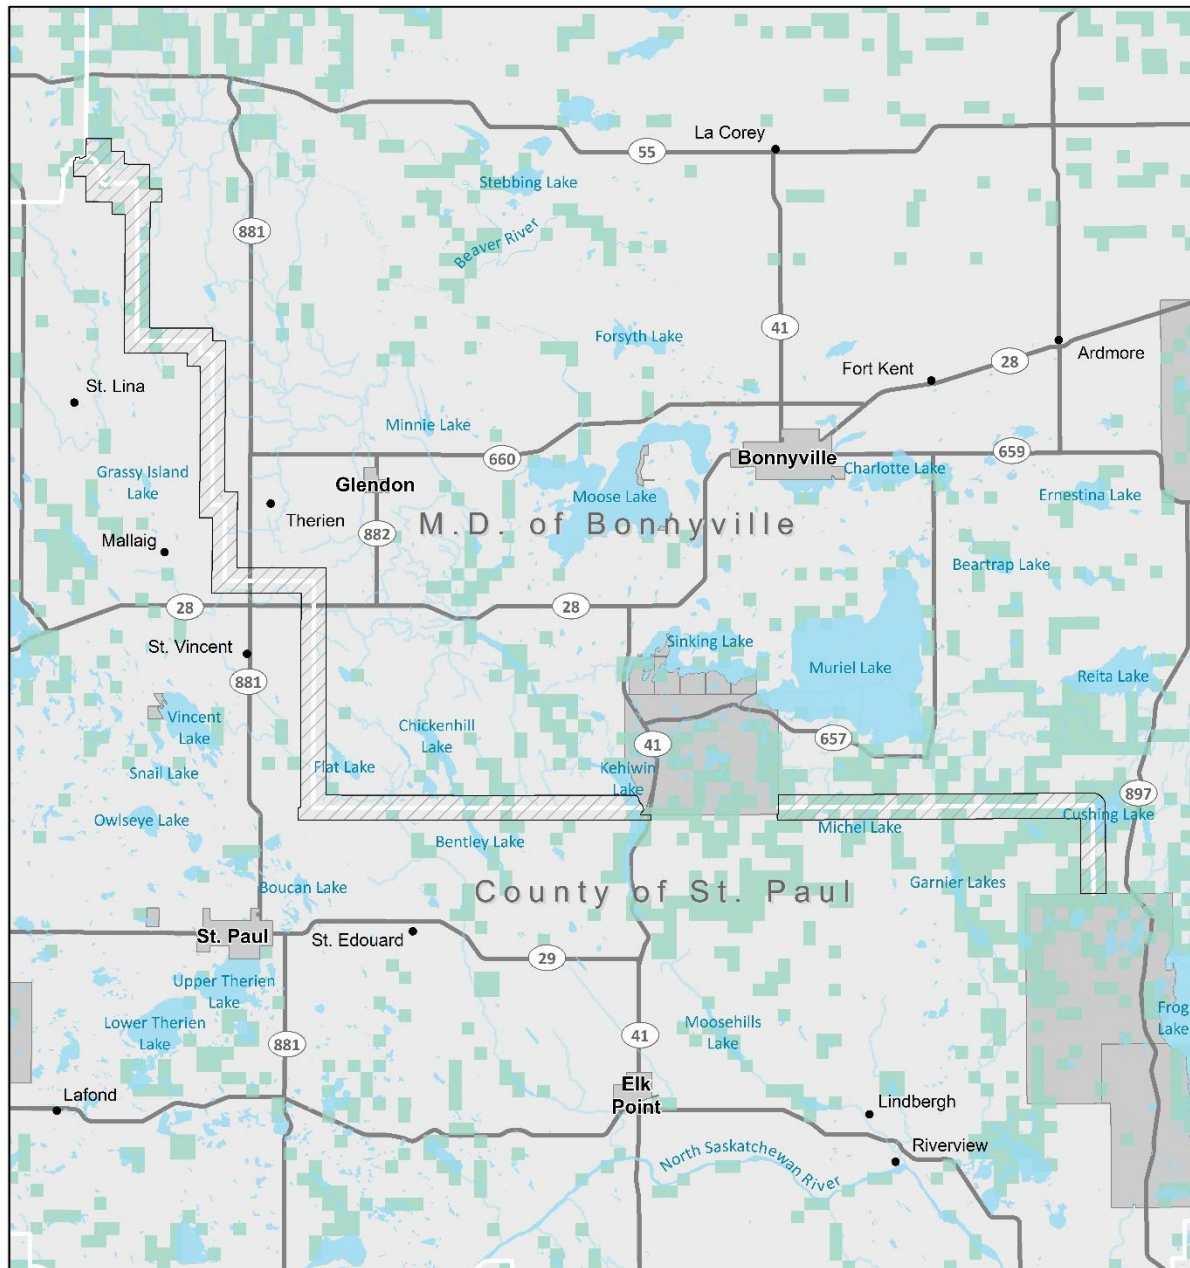 La Corey
55
Stebbing Lake
881
Beaver River
41
Forsyth Lake
Ardmore
28
Fort Kent
St. Lina
Minnie Lake
660
Bonnyville
659
Charlotte Lake
Grassy Island
Lake
Glendon
Moose Lake
Ernestina Lake
Therien
M.D. of Bonnyville
882
Mallaig
Beartrap Lake
28
28
St. Vincent
Sinking Lake
Muriel Lake
Reita Lake
881
Vincent
Lake
Chickenhill
Lake
41
657
Snail Lake
Flat Lake
Kehiwin
Lake
897
Owlseye Lake
Cushing Lake
Michel Lake
Bentley Lake
Boucan Lake
County of St. Paul
Garnier Lakes
St. Paul
St. Edouard
29
Upper Therien
Lake
Frog
Lake
Lower Therien
Lake
Moosehills
Lake
881
41
Elk
Point
Lafond
Lindbergh
Riverview
North Saskatchewan
River